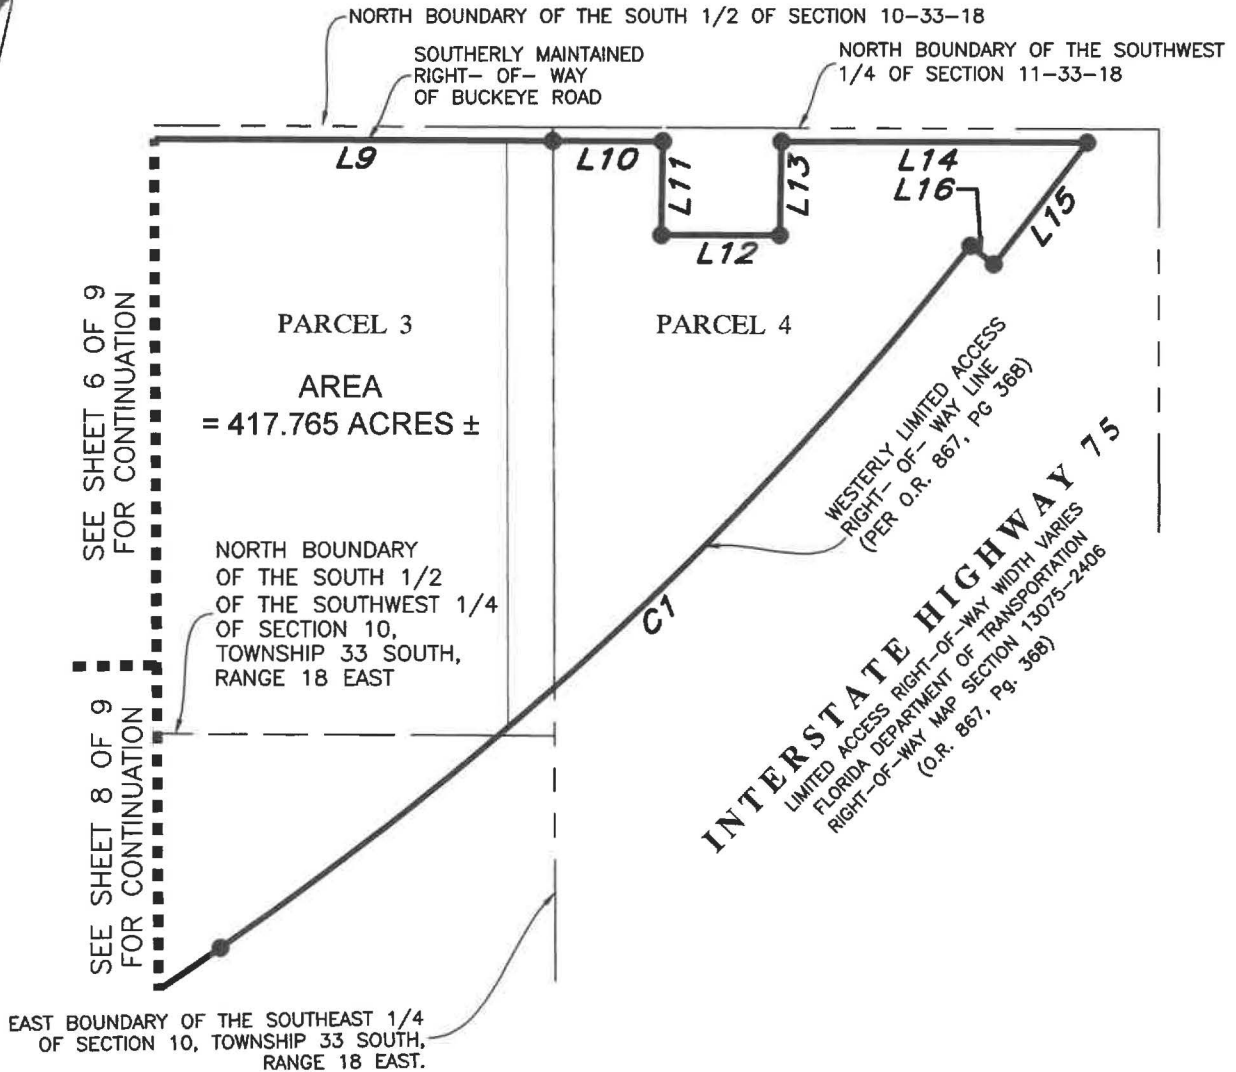 NORTH BOUNDARY OF THE SOUTH 1/2 OF SECTION 10-33-18
SOUTHERLY MAINTAINED
RIGHT- OF- WAY
OF BUCKEYE ROAD
NORTH BOUNDARY OF THE SOUTHWEST
1/4 OF SECTION 11-33-18
L9
L10
L11
L12
L13
L14
L16
L15
SEE SHEET 6 OF 9
FOR CONTINUATION
PARCEL 3
AREA
= 417.765 ACRES ±
PARCEL 4
WESTERLY LIMITED ACCESS
RIGHT- OF- WAY LINE
(PER O.R. 867, PG 368)
C1
NORTH BOUNDARY
OF THE SOUTH 1/2
OF THE SOUTHWEST 1/4
OF SECTION 10,
TOWNSHIP 33 SOUTH,
RANGE 18 EAST
INTERSTATE HIGHWAY 75
LIMITED ACCESS RIGHT-OF-WAY WIDTH VARIES
FLORIDA DEPARTMENT OF TRANSPORTATION
RIGHT-OF-WAY MAP SECTION 13075-2406
(O.R. 867, Pg. 368)
SEE SHEET 8 OF 9
FOR CONTINUATION
EAST BOUNDARY OF THE SOUTHEAST 1/4
OF SECTION 10, TOWNSHIP 33 SOUTH,
RANGE 18 EAST.